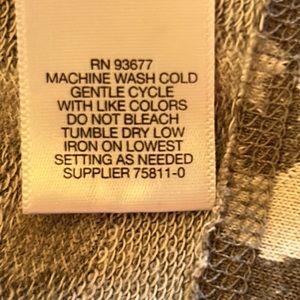 RN 93677
MACHINE WASH COLD
GENTLE CYCLE
WITH LIKE COLORS
DO NOT BLEACH
TUMBLE DRY LOW
IRON ON LOWEST
SETTING AS NEEDED
SUPPLIER 75811-0